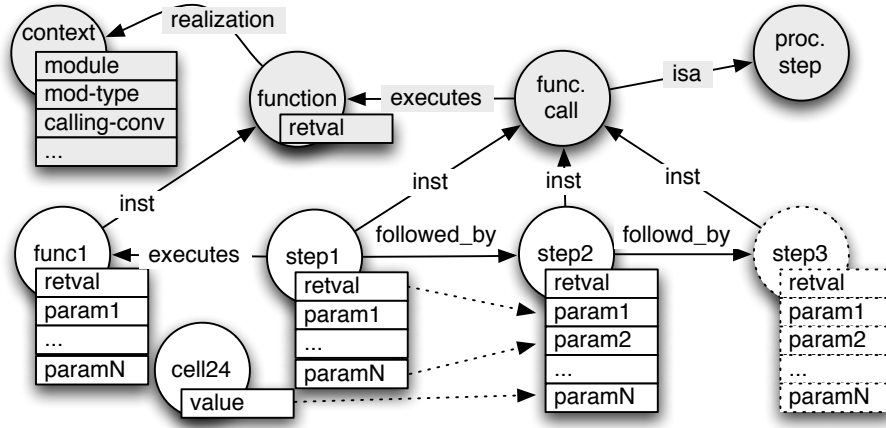 realization
context
module
mod-type
calling-conv
...
function
retval
executes
func.
call
isa
proc.
step
inst
inst
inst
inst
func1
retval
param1
...
paramN
executes
step1
retval
param1
...
paramN
followed_by
step2
retval
param1
param2
...
paramN
followd_by
step3
retval
param1
param2
...
paramN
cell24
value